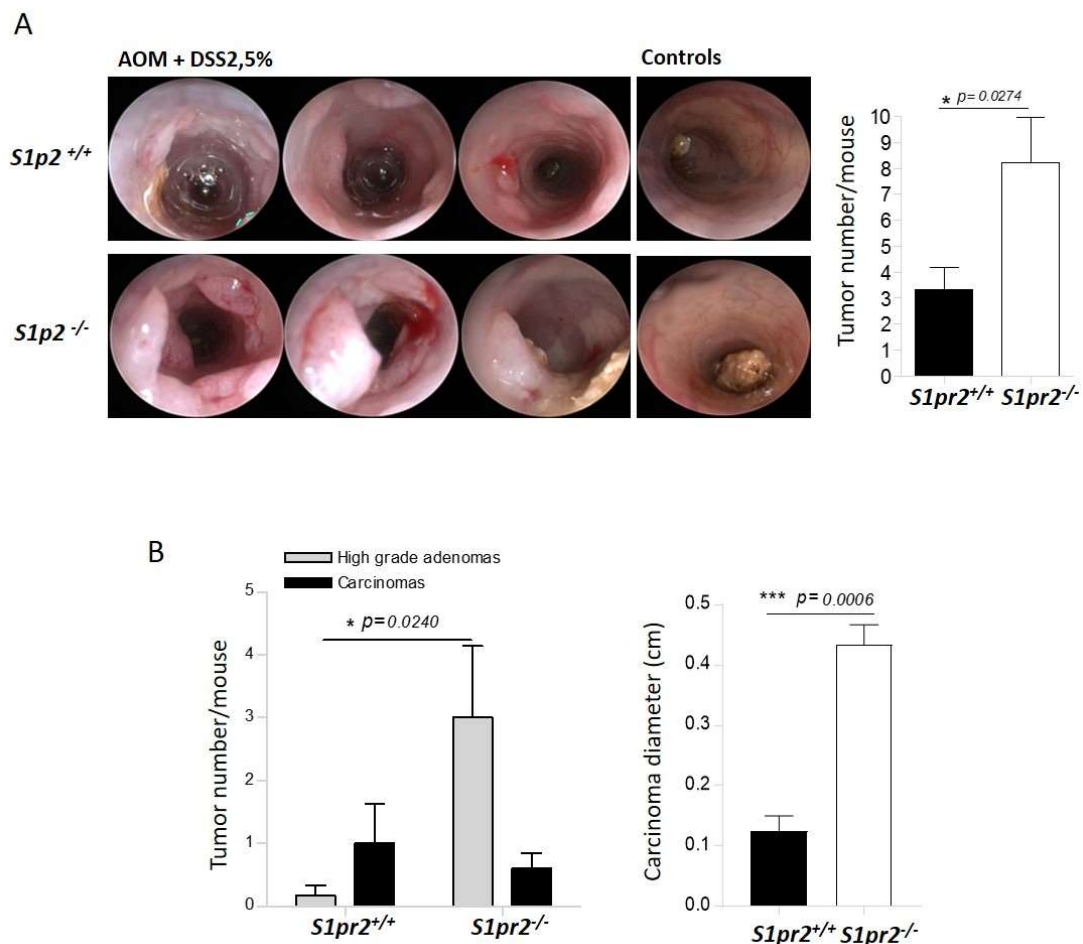 A
AOM + DSS2,5%
Controls
S1p2 +/+
S1p2 -/-
* p= 0.0274
Tumor number/mouse
10
9
8
7
6
5
4
3
2
1
0
S1pr2+/+ S1pr2-/-
B
High grade adenomas
Carcinomas
* p= 0.0240
Tumor number/mouse
5
4
3
2
1
0
S1pr2+/+ S1pr2-/-
*** p= 0.0006
Carcinoma diameter (cm)
0.5
0.4
0.3
0.2
0.1
0.0
S1pr2+/+ S1pr2-/-